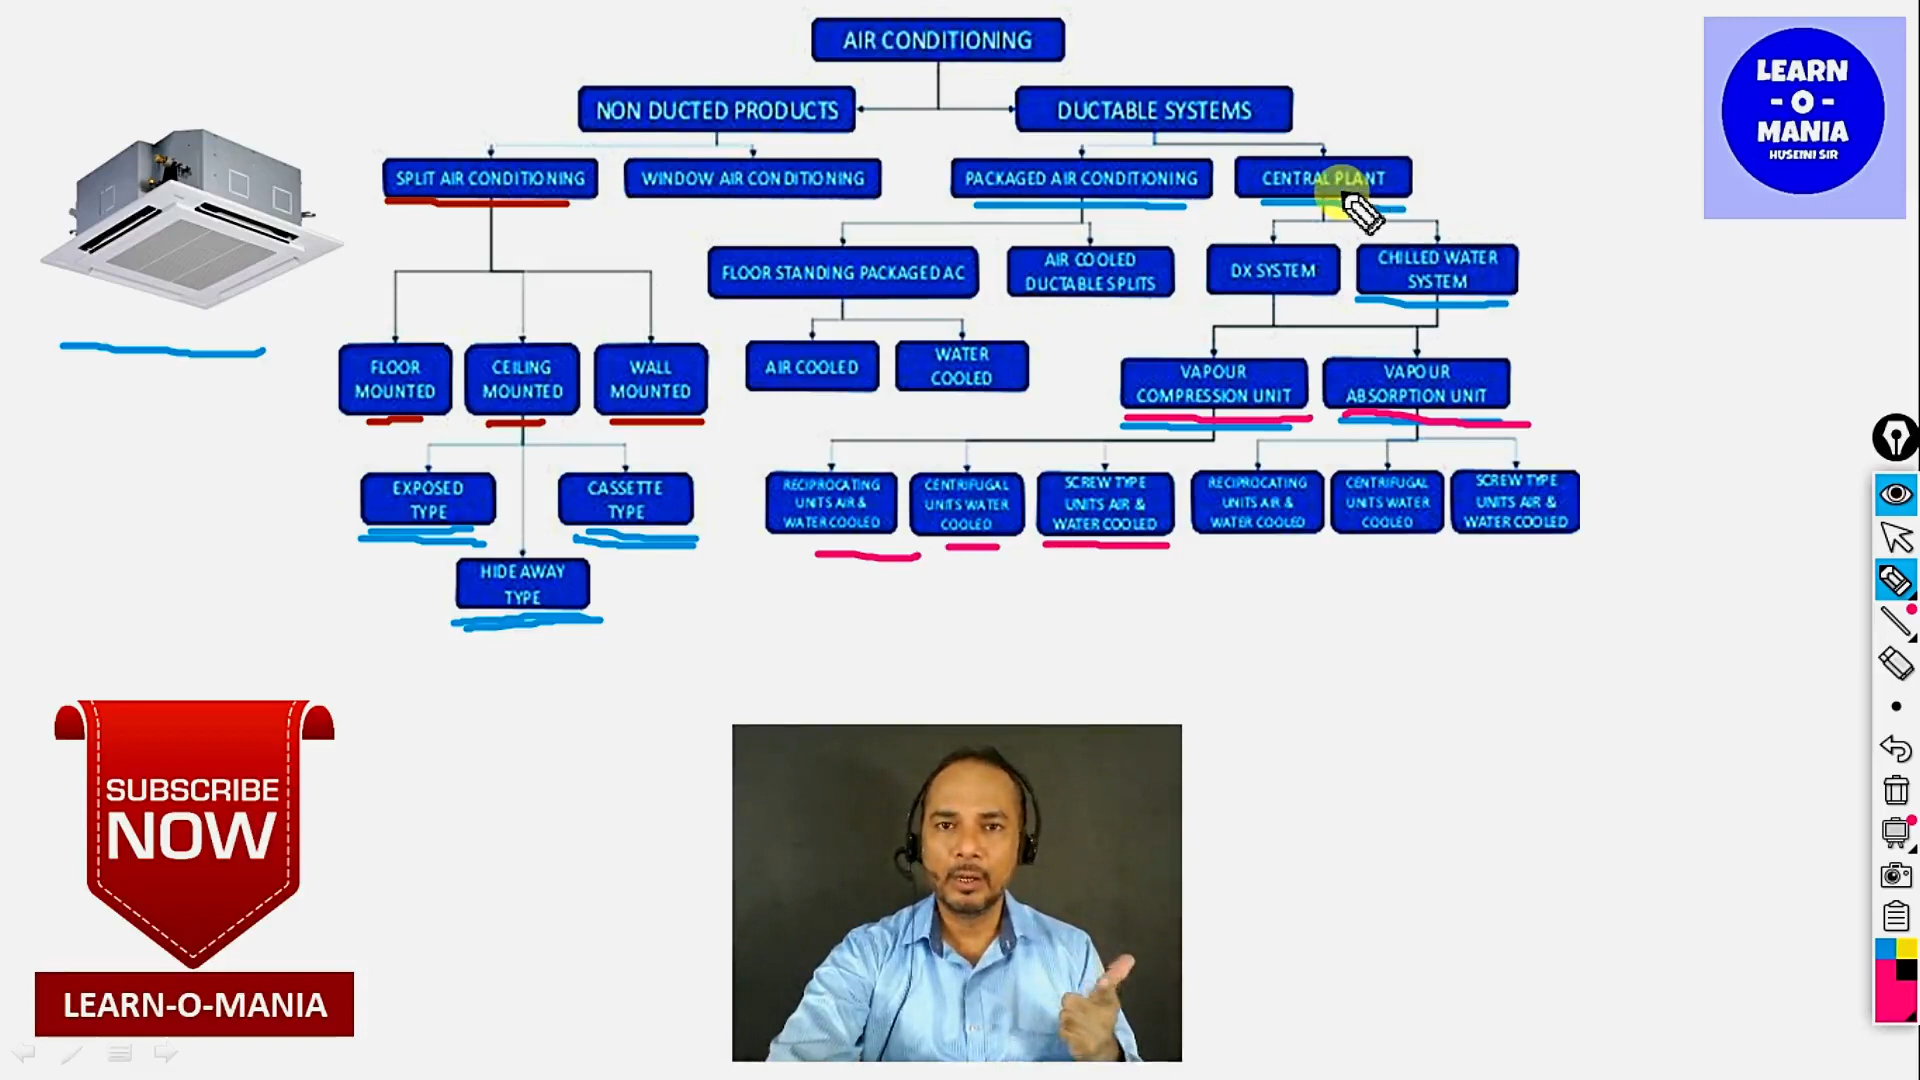 AIR CONDITIONING
LEARN
- O -
MANIA
HUSEINI SIR
NON DUCTED PRODUCTS
DUCTABLE SYSTEMS
SPLIT AIR CONDITIONING
WINDOW AIR CONDITIONING
PACKAGED AIR CONDITIONING
CENTRAL PLANT
FLOOR STANDING PACKAGED AC
AIR COOLED
DUCTABLE SPLITS
DX SYSTEM
CHILLED WATER
SYSTEM
FLOOR
MOUNTED
CEILING
MOUNTED
WALL
MOUNTED
AIR COOLED
WATER
COOLED
VAPOUR
COMPRESSION UNIT
VAPOUR
ABSORPTION UNIT
EXPOSED
TYPE
CASSETTE
TYPE
RECIPROCATING
UNITS AIR &
WATER COOLED
CENTRIFUGAL
UNITS WATER
COOLED
SCREW TYPE
UNITS AIR &
WATER COOLED
RECIPROCATING
UNITS AIR &
WATER COOLED
CENTRIFUGAL
UNITS WATER
COOLED
SCREW TYPE
UNITS AIR &
WATER COOLED
HIDE AWAY
TYPE
SUBSCRIBE
NOW
LEARN-O-MANIA